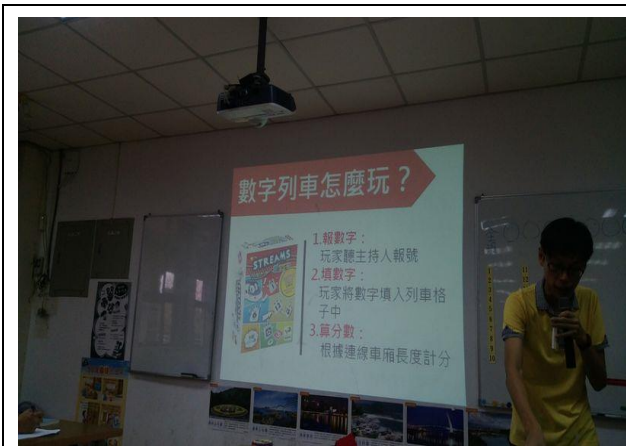 數字列車怎麼玩？
1.報數字：
玩家聽主持人報號
2.填數字：
玩家將數字填入列車格
子中
3.算分數：
根據連線車廂長度計分
STREAMS